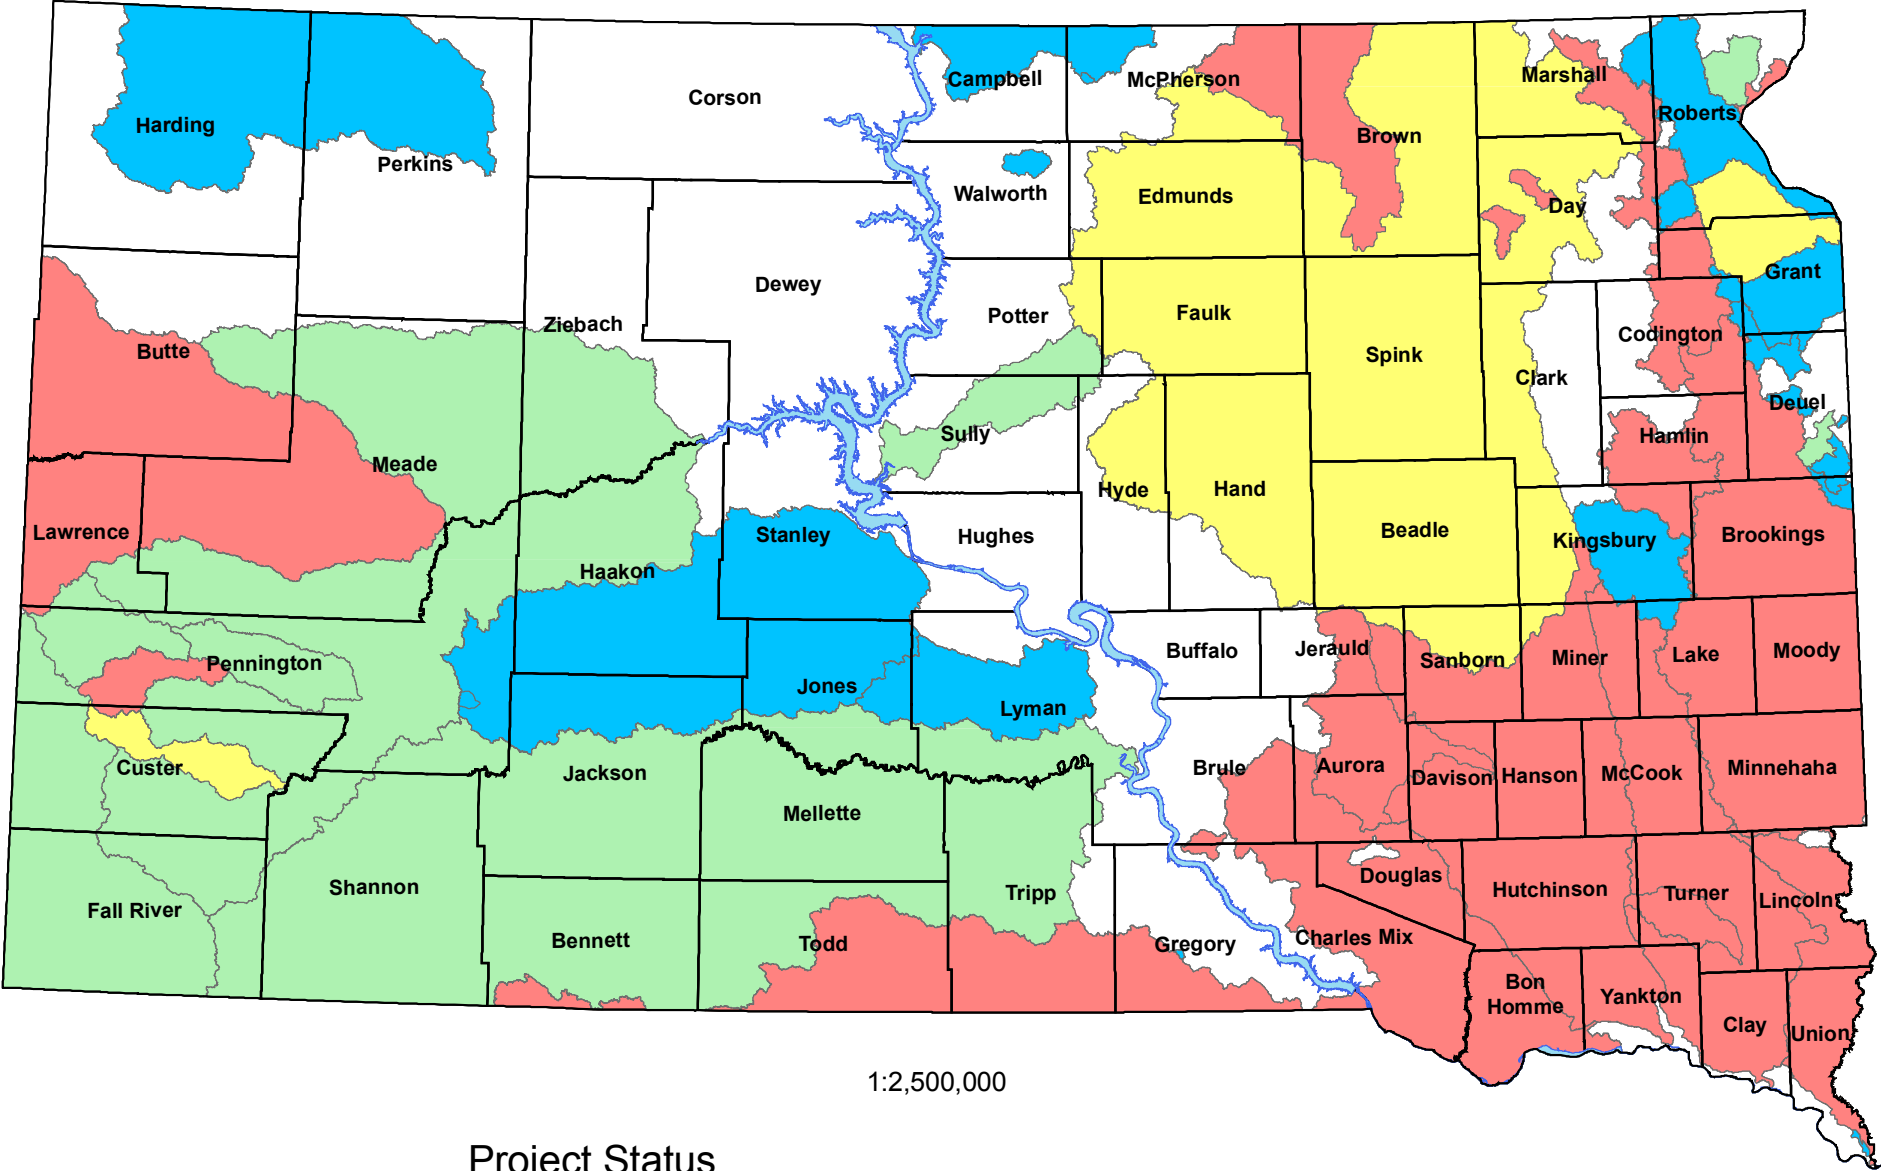 Campbell
McPherson
Marshall
Corson
Harding
Roberts
Brown
Perkins
Walworth
Edmunds
Day
Grant
Dewey
Potter
Faulk
Ziebach
Codington
Butte
Spink
Clark
Deuel
Sully
Hamlin
Meade
Hyde
Hand
Lawrence
Stanley
Hughes
Beadle
Kingsbury
Brookings
Haakon
Buffalo
Jerauld
Sanborn
Miner
Lake
Moody
Pennington
Jones
Lyman
Custer
Jackson
Brule
Aurora
Davison
Hanson
McCook
Minnehaha
Mellette
Shannon
Tripp
Douglas
Hutchinson
Turner
Lincoln
Fall River
Bennett
Todd
Gregory
Charles Mix
Bon
Homme
Yankton
Clay
Union
1:2,500,000
Project Status